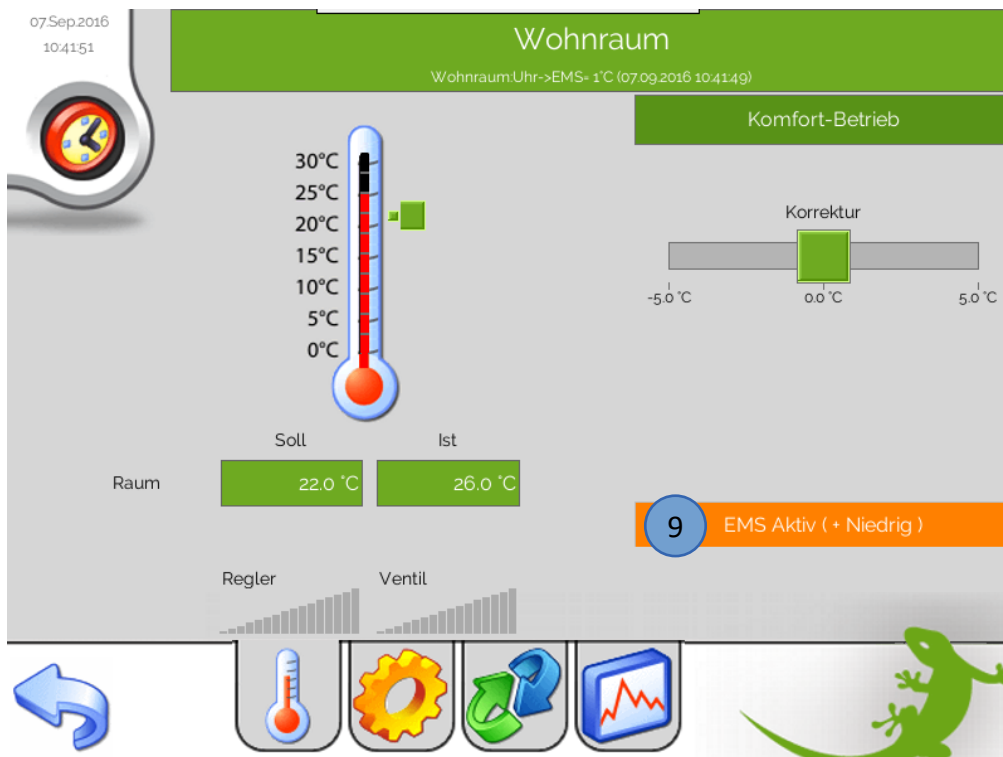 07.Sep.2016
10:41:51
Wohnraum
Wohnraum:Uhr->EMS= 1°C (07.09.2016 10:41:49)
Komfort-Betrieb
30°C
25°C
20°C
15°C
10°C
5°C
0°C
Korrektur
-5.0 °C 0.0 °C 5.0 °C
Soll Ist
Raum 22.0 °C 26.0 °C
9 EMS Aktiv ( + Niedrig )
Regler Ventil